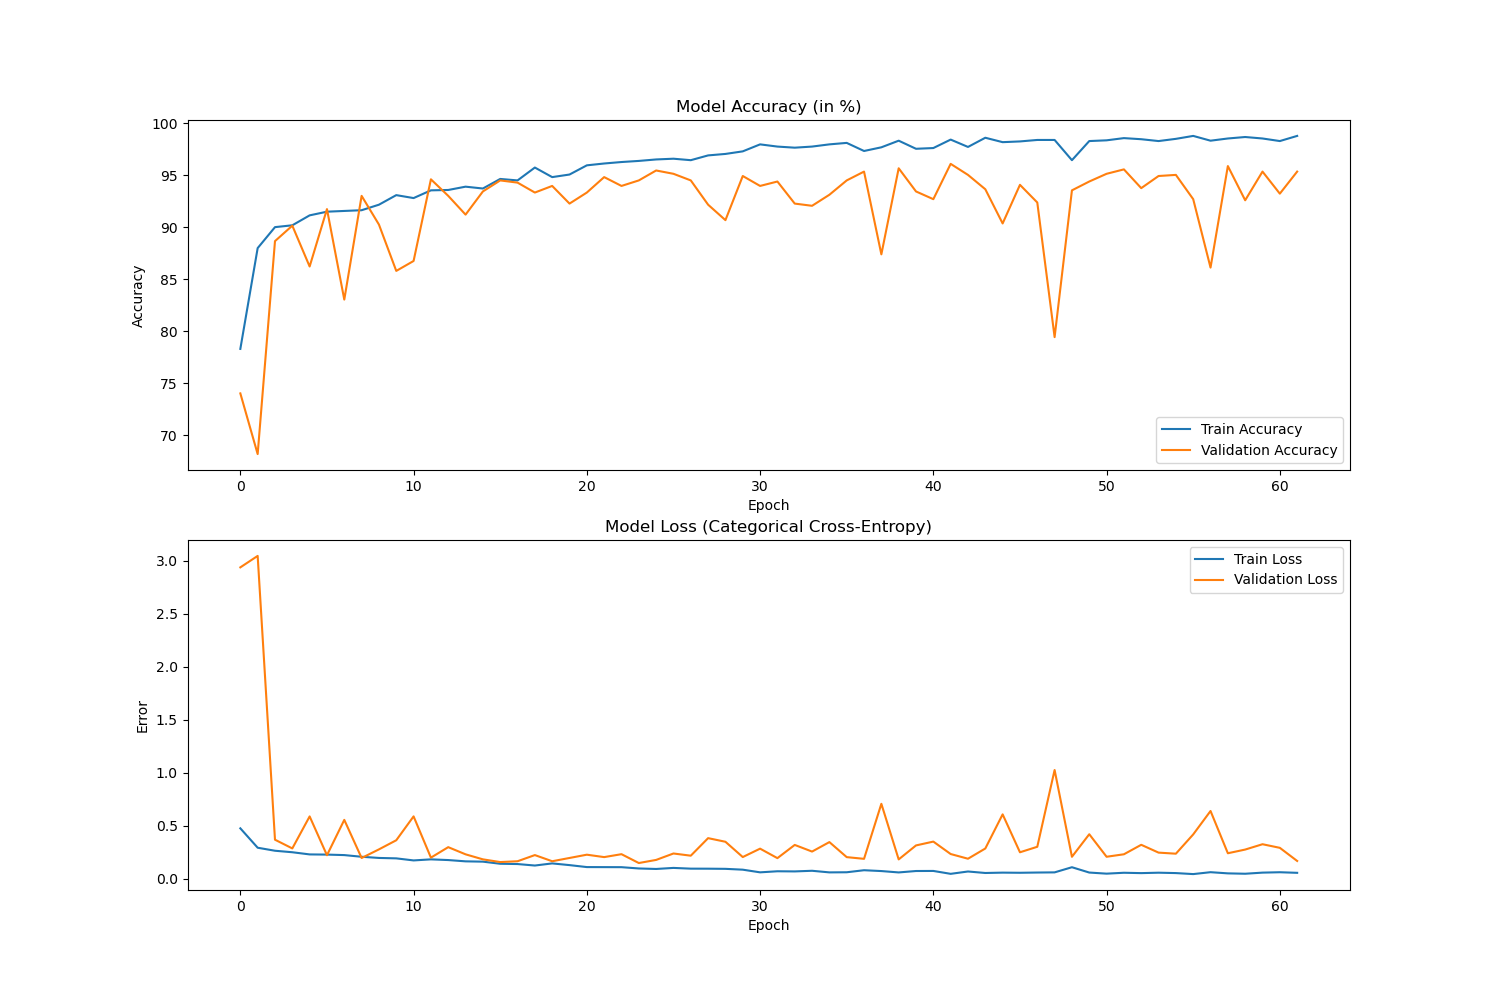 Model Accuracy (in %)
100
95
90
85
80
75
70
Accuracy
Train Accuracy
Validation Accuracy
0 10 20 30 40 50 60
Epoch
Model Loss (Categorical Cross-Entropy)
3.0
2.5
2.0
1.5
1.0
0.5
0.0
Error
Train Loss
Validation Loss
0 10 20 30 40 50 60
Epoch